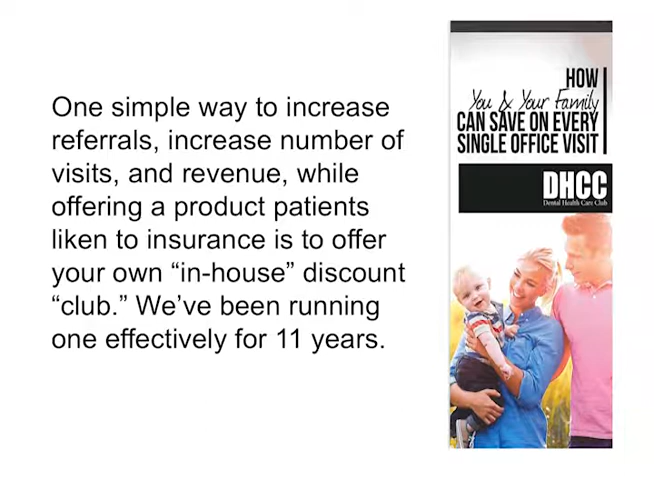 One simple way to increase
referrals, increase number of
visits, and revenue, while
offering a product patients
liken to insurance is to offer
your own “in-house” discount
“club.” We’ve been running
one effectively for 11 years.
HOW
You & Your Family
CAN SAVE ON EVERY
SINGLE OFFICE VISIT
DHCC
Dental Health Care Club